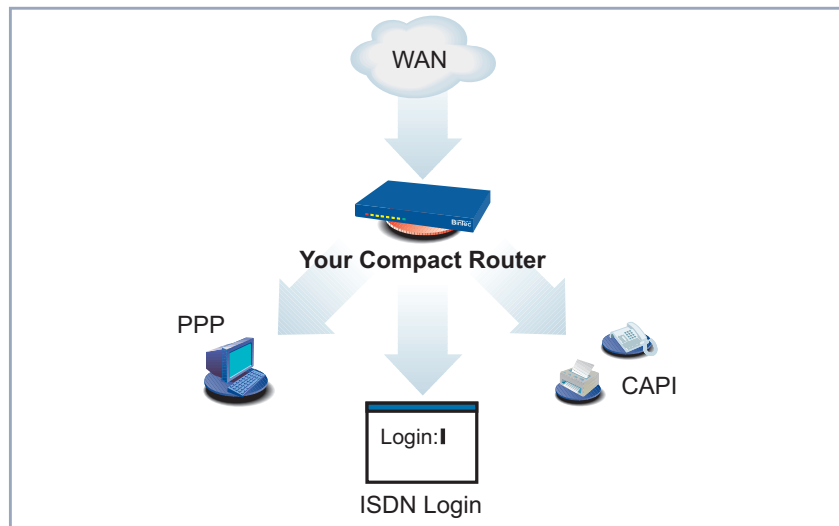 WAN
BinTec
Your Compact Router
PPP
CAPI
Login:
ISDN Login